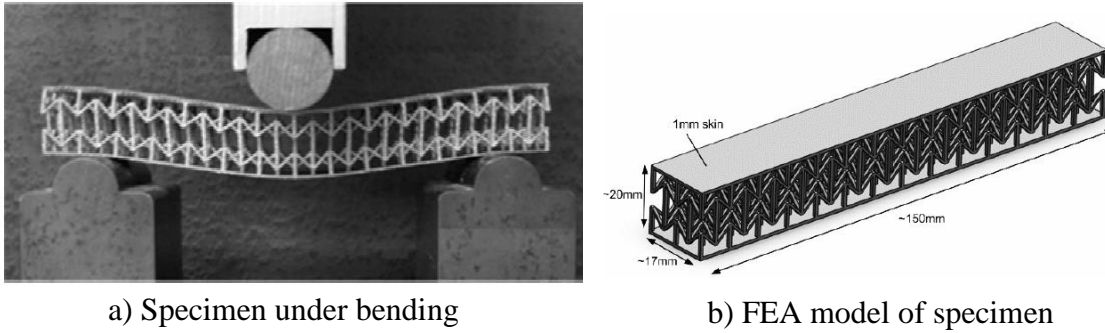 1mm skin
~20mm
~150mm
~17mm
a) Specimen under bending
b) FEA model of specimen